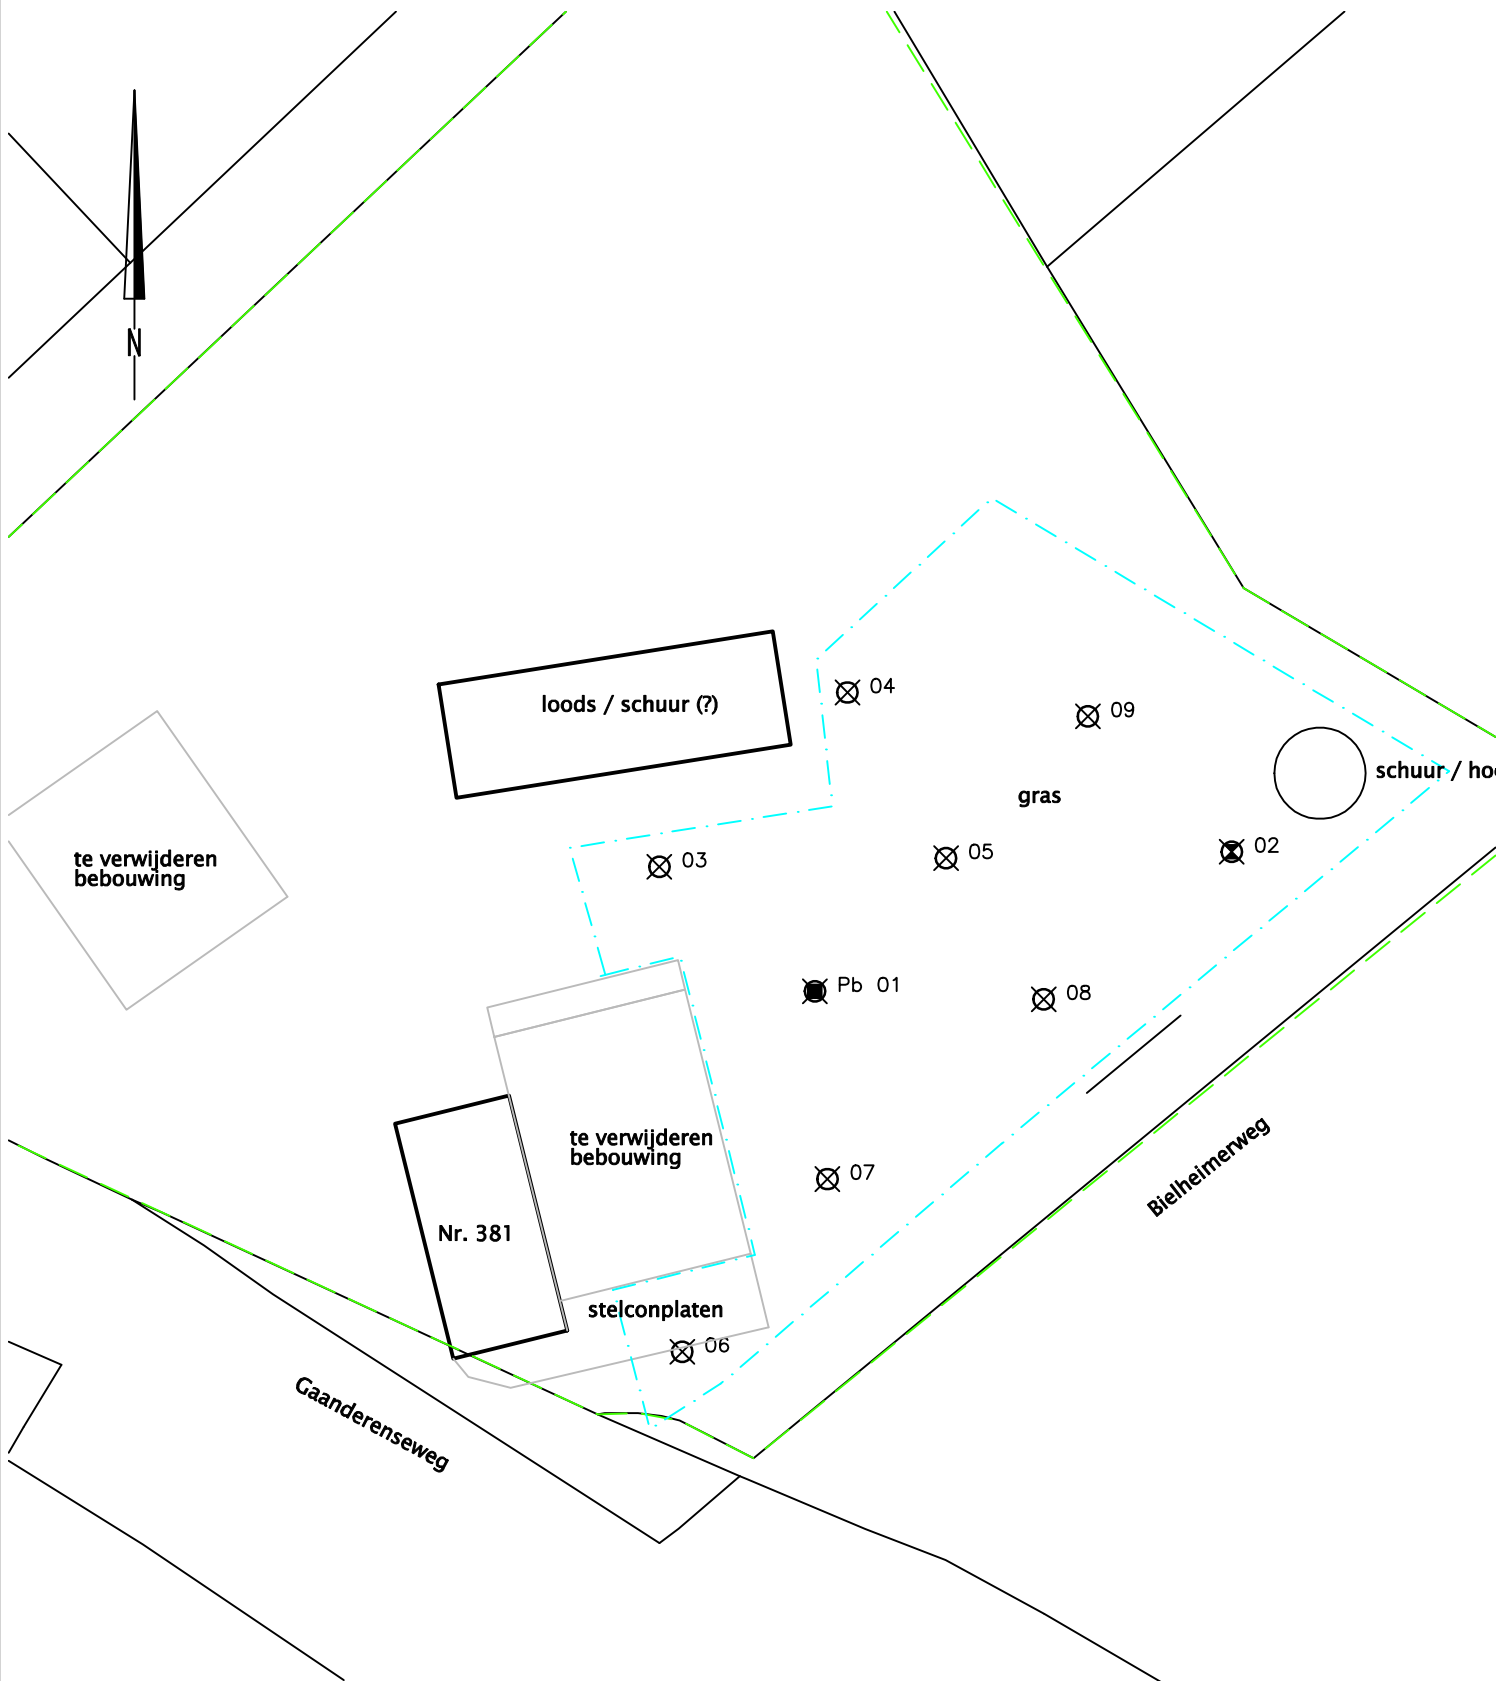 N
loods / schuur (?)
04
09
schuur / hoo
gras
te verwijderen
bebouwing
03
05
02
Pb 01
08
te verwijderen
bebouwing
07
Bielheimerweg
Nr. 381
stelconplaten
06
Gaanderenseweg